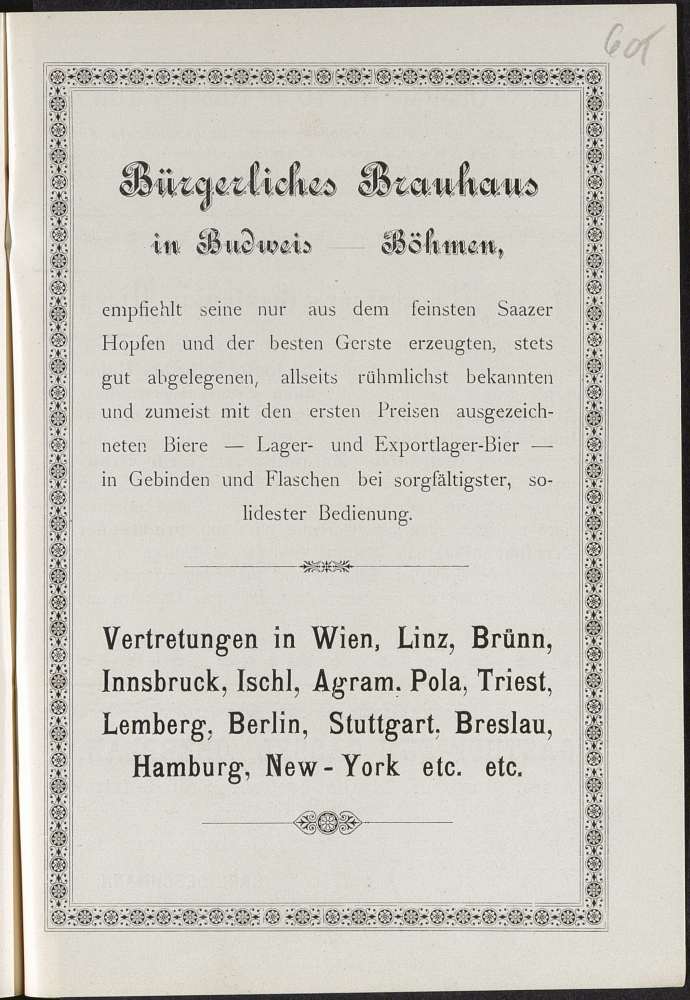 Bürgerliches Brauhaus
in Budweis — Böhmen,
empfiehlt seine nur aus dem feinsten Saazer
Hopfen und der besten Gerste erzeugten, stets
gut abgelegenen, allseits rühmlichst bekannten
und zumeist mit den ersten Preisen ausgezeich-
neten Biere — Lager- und Exportlager-Bier —
in Gebinden und Flaschen bei sorgfältigster, so-
lidester Bedienung.
Vertretungen in Wien, Linz, Brünn,
Innsbruck, Ischl, Agram. Pola, Triest,
Lemberg, Berlin, Stuttgart. Breslau,
Hamburg, New-York etc. etc.